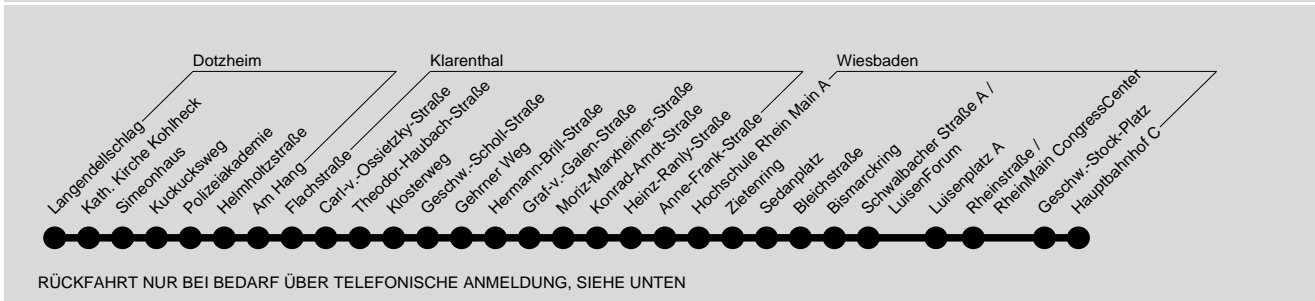 Dotzheim
Klarenthal
Wiesbaden
Langendellschlag
Kath. Kirche Kohlheck
Simeonhaus
Kuckucksweg
Polizeiakademie
Helmholtzstraße
Am Hang
Flachstraße
Carl-v.-Ossietzky-Straße
Theodor-Haubach-Straße
Klosterweg
Geschw.-Scholl-Straße
Gehrner Weg
Hermann-Brill-Straße
Graf-v.-Galen-Straße
Moriz-Marxheimer-Straße
Konrad-Arndt-Straße
Heinz-Ranly-Straße
Anne-Frank-Straße
Hochschule Rhein Main A
Zietenring
Sedanplatz
Bleichstraße
Bismarckring
Schwalbacher Straße A /
LuisenForum
Luisenplatz A
Rheinstraße /
RheinMain CongressCenter
Geschw.-Stock-Platz
Hauptbahnhof C
RÜCKFAHRT NUR BEI BEDARF ÜBER TELEFONISCHE ANMELDUNG, SIEHE UNTEN